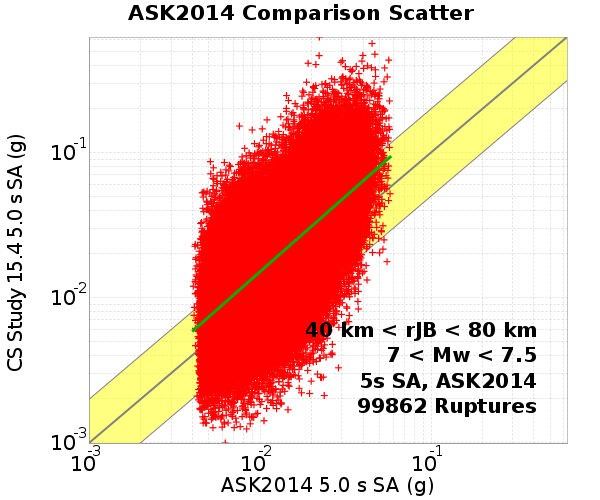 ASK2014 Comparison Scatter
CS Study 15.4 5.0 s SA (g)
10-1
10-2
10-3
40 km < rJB < 80 km
7 < Mw < 7.5
5s SA, ASK2014
99862 Ruptures
10-3 10-2 10-1
ASK2014 5.0 s SA (g)